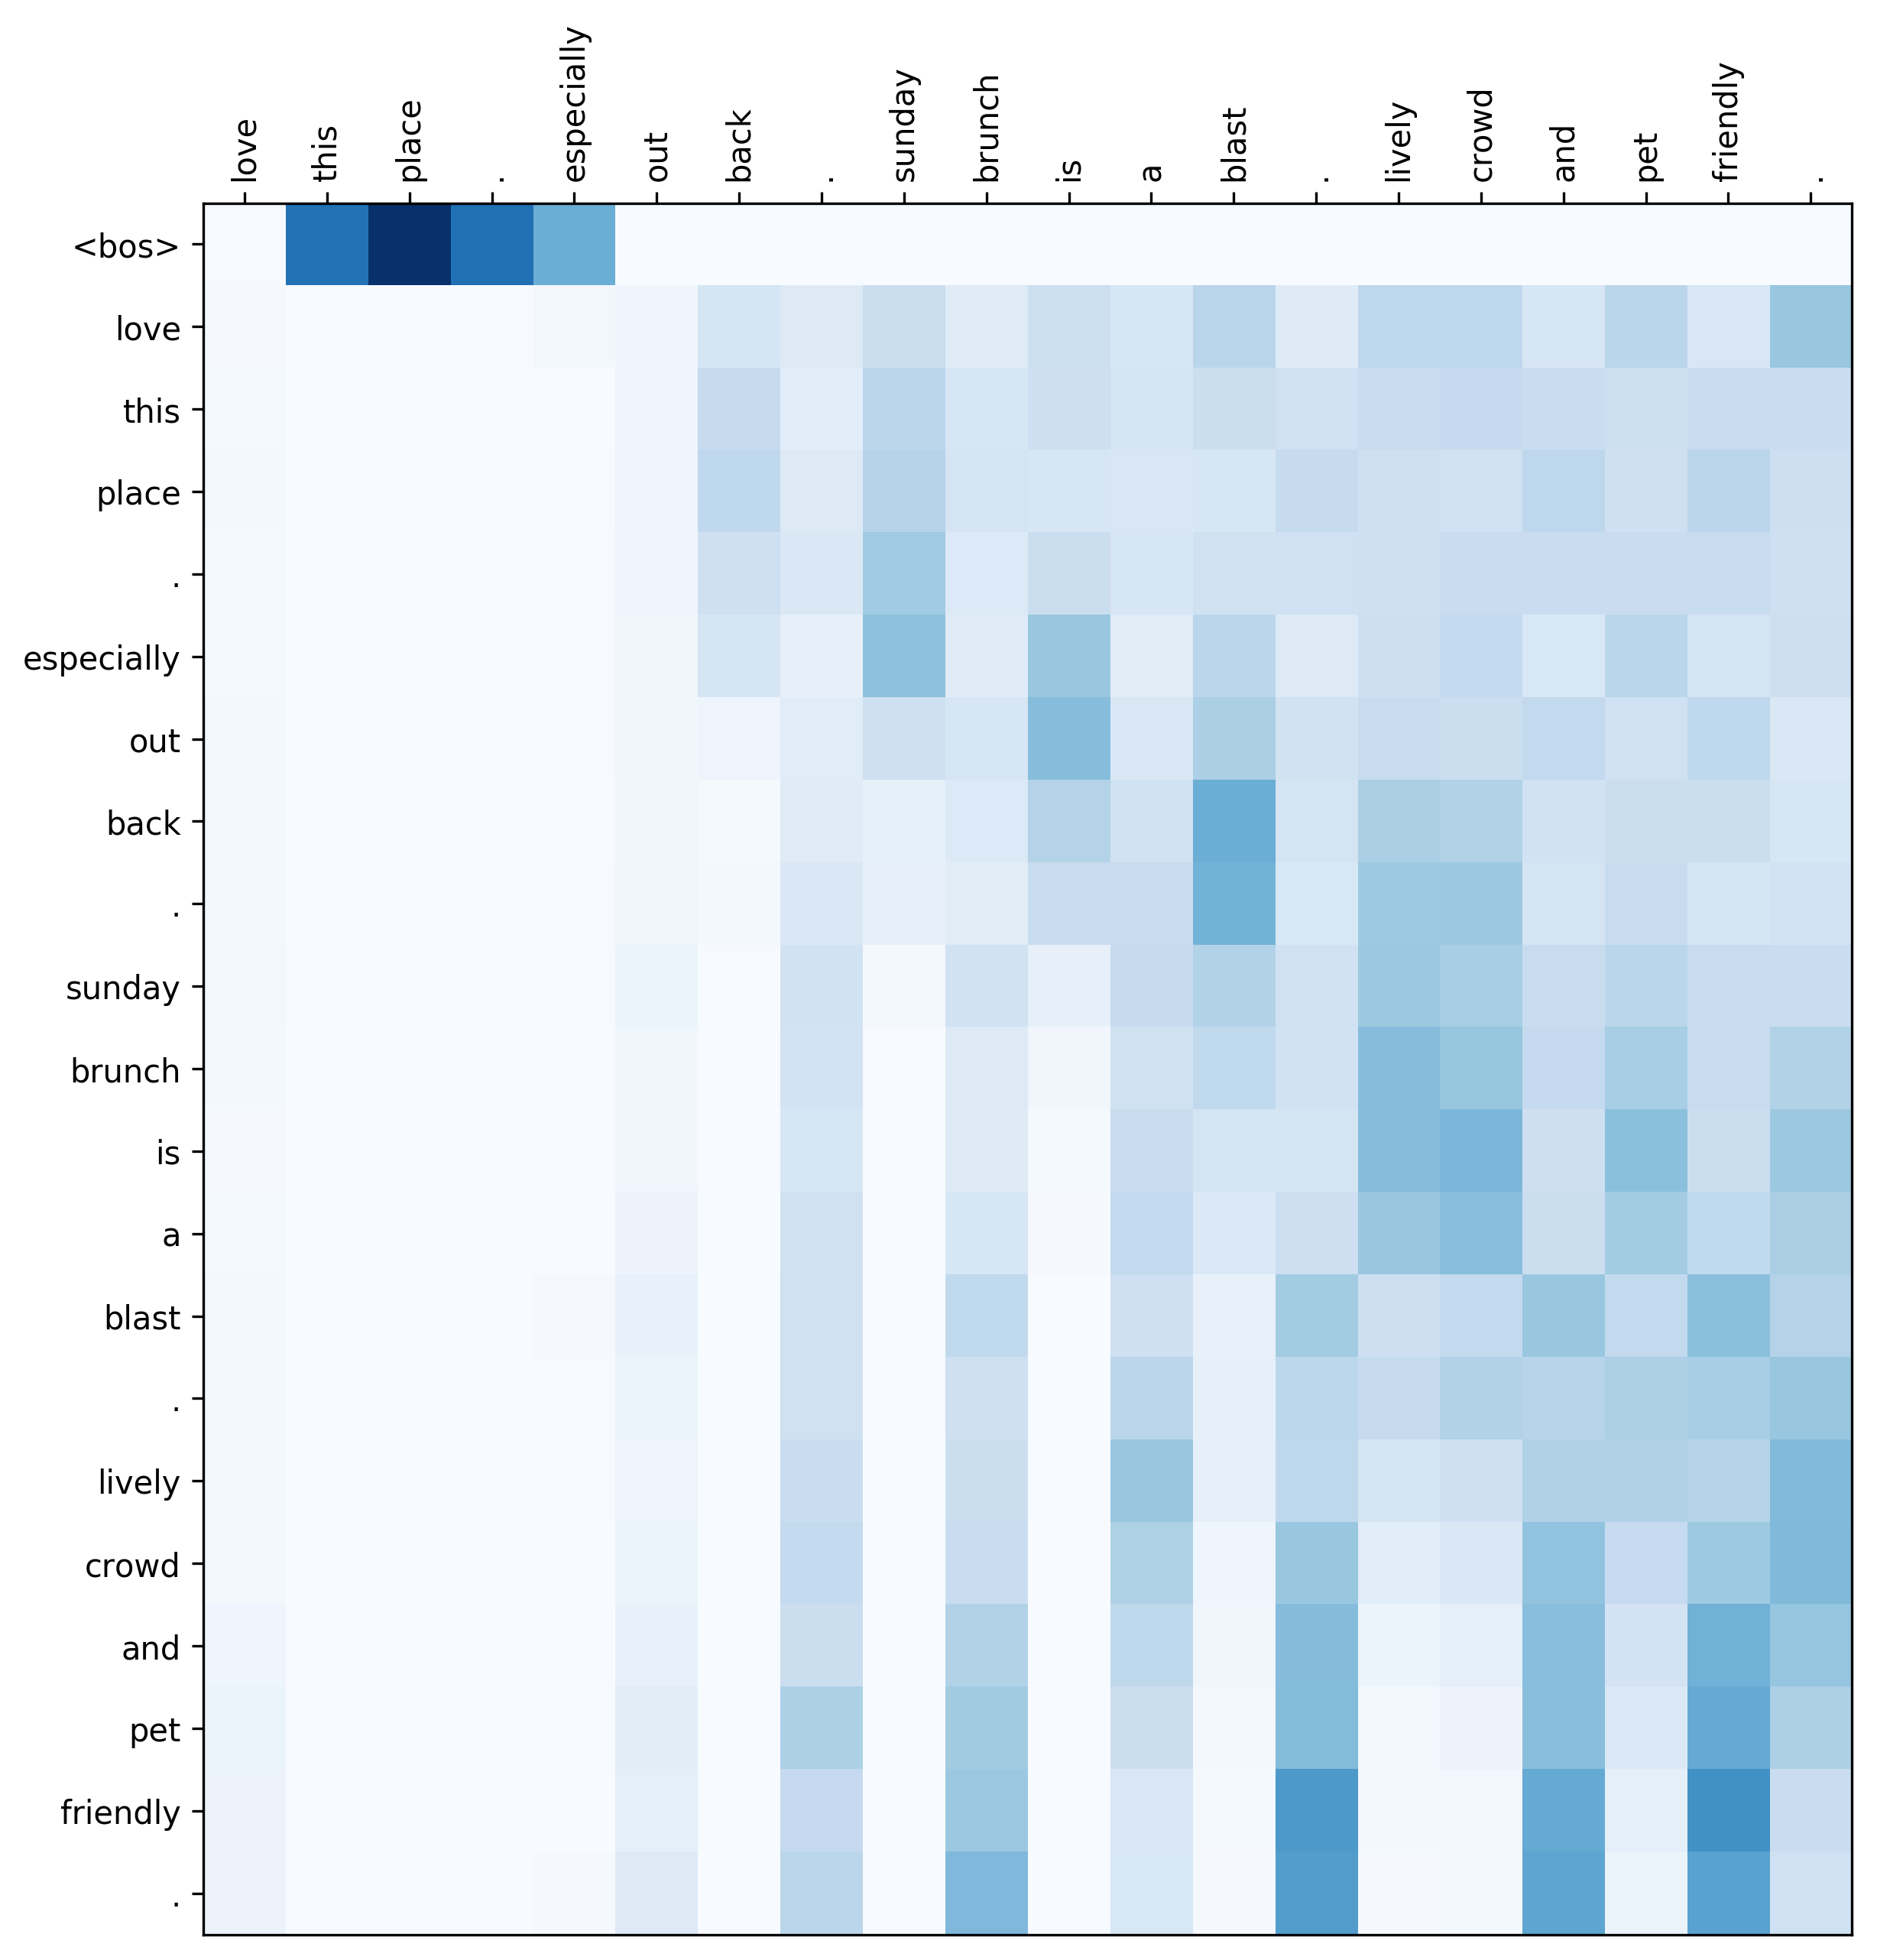 love this place . especially out back . sunday brunch is a blast . lively crowd and pet friendly .
<bos>
love
this
place
.
especially
out
back
.
sunday
brunch
is
a
blast
.
lively
crowd
and
pet
friendly
.